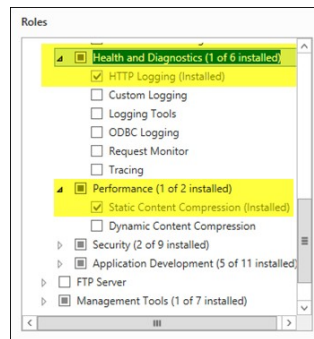 Roles
Health and Diagnostics (1 of 6 installed)
HTTP Logging (Installed)
Custom Logging
Logging Tools
ODBC Logging
Request Monitor
Tracing
Performance (1 of 2 installed)
Static Content Compression (Installed)
Dynamic Content Compression
Security (2 of 9 installed)
Application Development (5 of 11 installed)
FTP Server
Management Tools (1 of 7 installed)